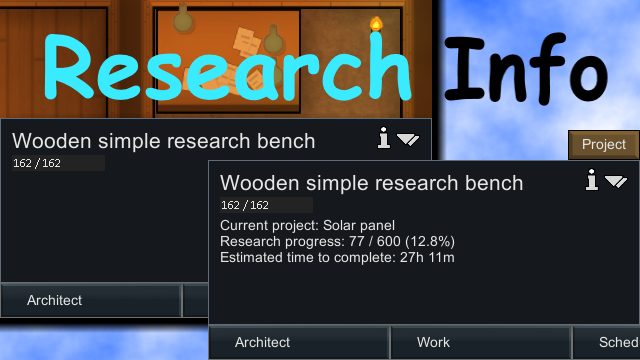 Research Info
Wooden simple research bench
162 / 162
Project
Wooden simple research bench
162 / 162
Current project: Solar panel
Research progress: 77 / 600 (12.8%)
Estimated time to complete: 27h 11m
Architect
Architect
Work
Sched